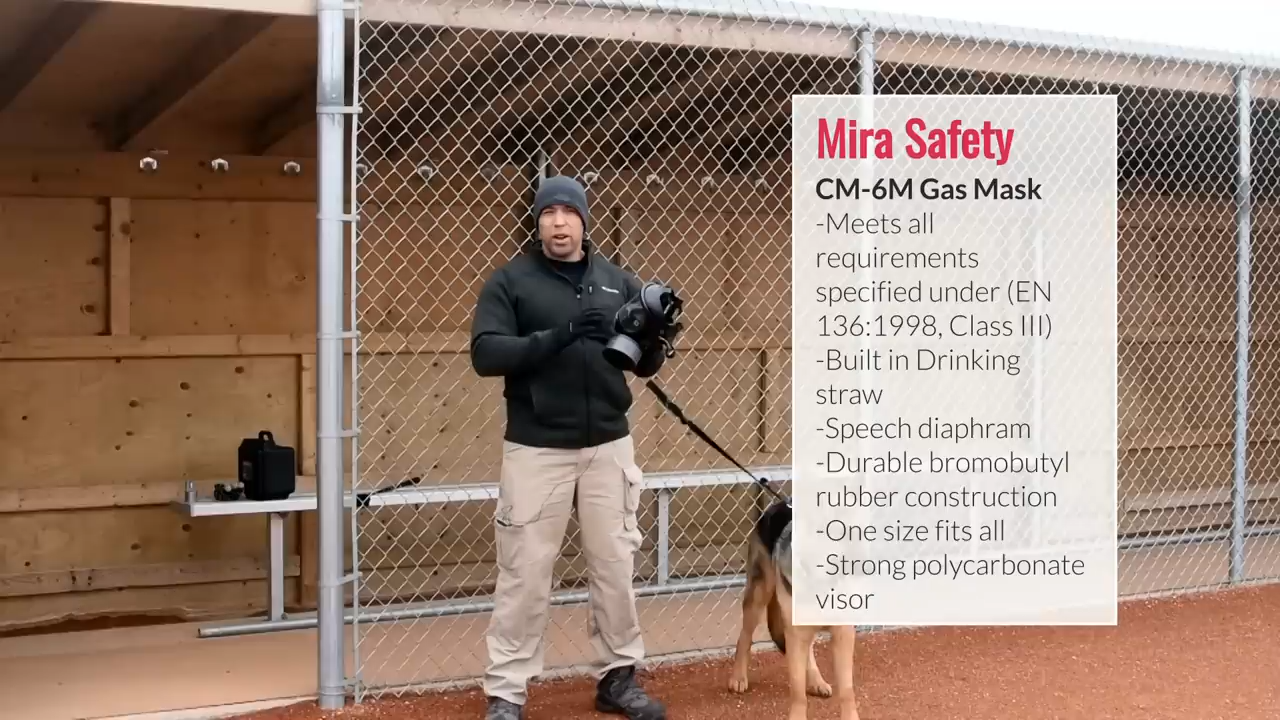 Mira Safety
CM-6M Gas Mask
-Meets all
requirements
specified under (EN
136:1998, Class III)
-Built in Drinking
straw
-Speech diaphram
-Durable bromobutyl
rubber construction
-One size fits all
-Strong polycarbonate
visor